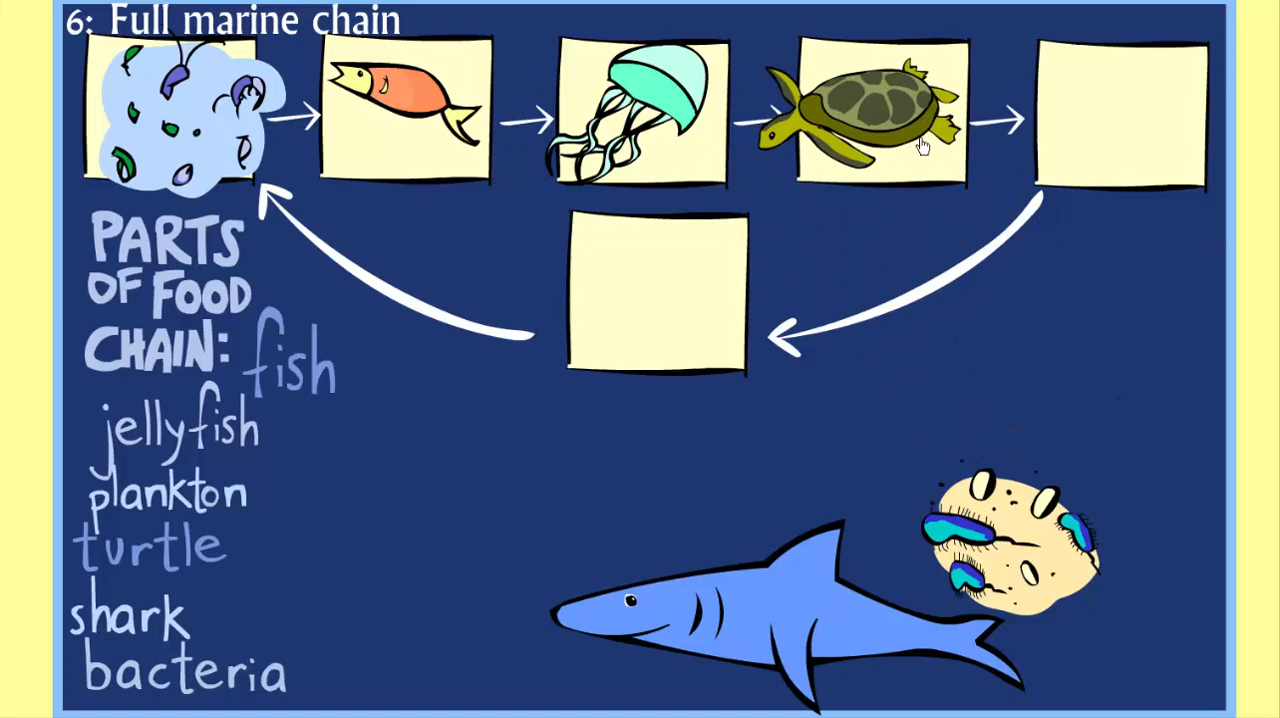 6: Full marine chain
PARTS
OF FOOD
CHAIN:
fish
jellyfish
plankton
turtle
shark
bacteria